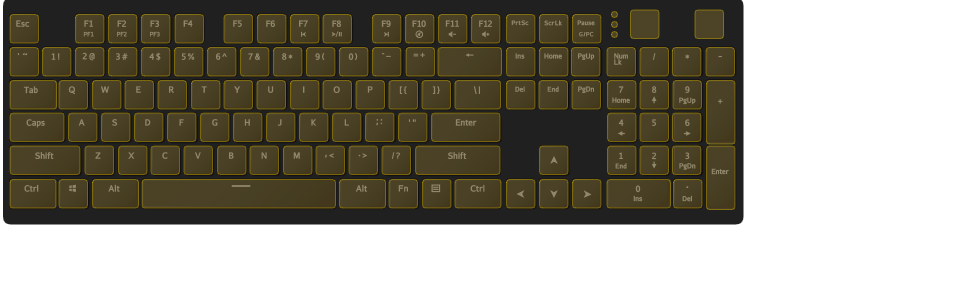 Esc F1 F2 F3 F4 F5 F6 F7 F8 F9 F10 F11 F12 PrtSc ScrLk Pause
PF1 PF2 PF3 G/PC
` ~ 1 ! 2 @ 3 # 4 $ 5 % 6 ^ 7 & 8 * 9 ( 0 ) - = + ← Ins Home PgUp Num Lk / * -
Tab Q W E R T Y U I O P [ { ] } \ | Del End PgDn 7 Home 8 ↑ 9 PgUp +
Caps A S D F G H J K L ; : ' " Enter 4 ← 5 6 →
Shift Z X C V B N M , < . > / ? Shift 1 End 2 ↓ 3 PgDn Enter
Ctrl Alt Alt Fn Ctrl 0 Ins . Del